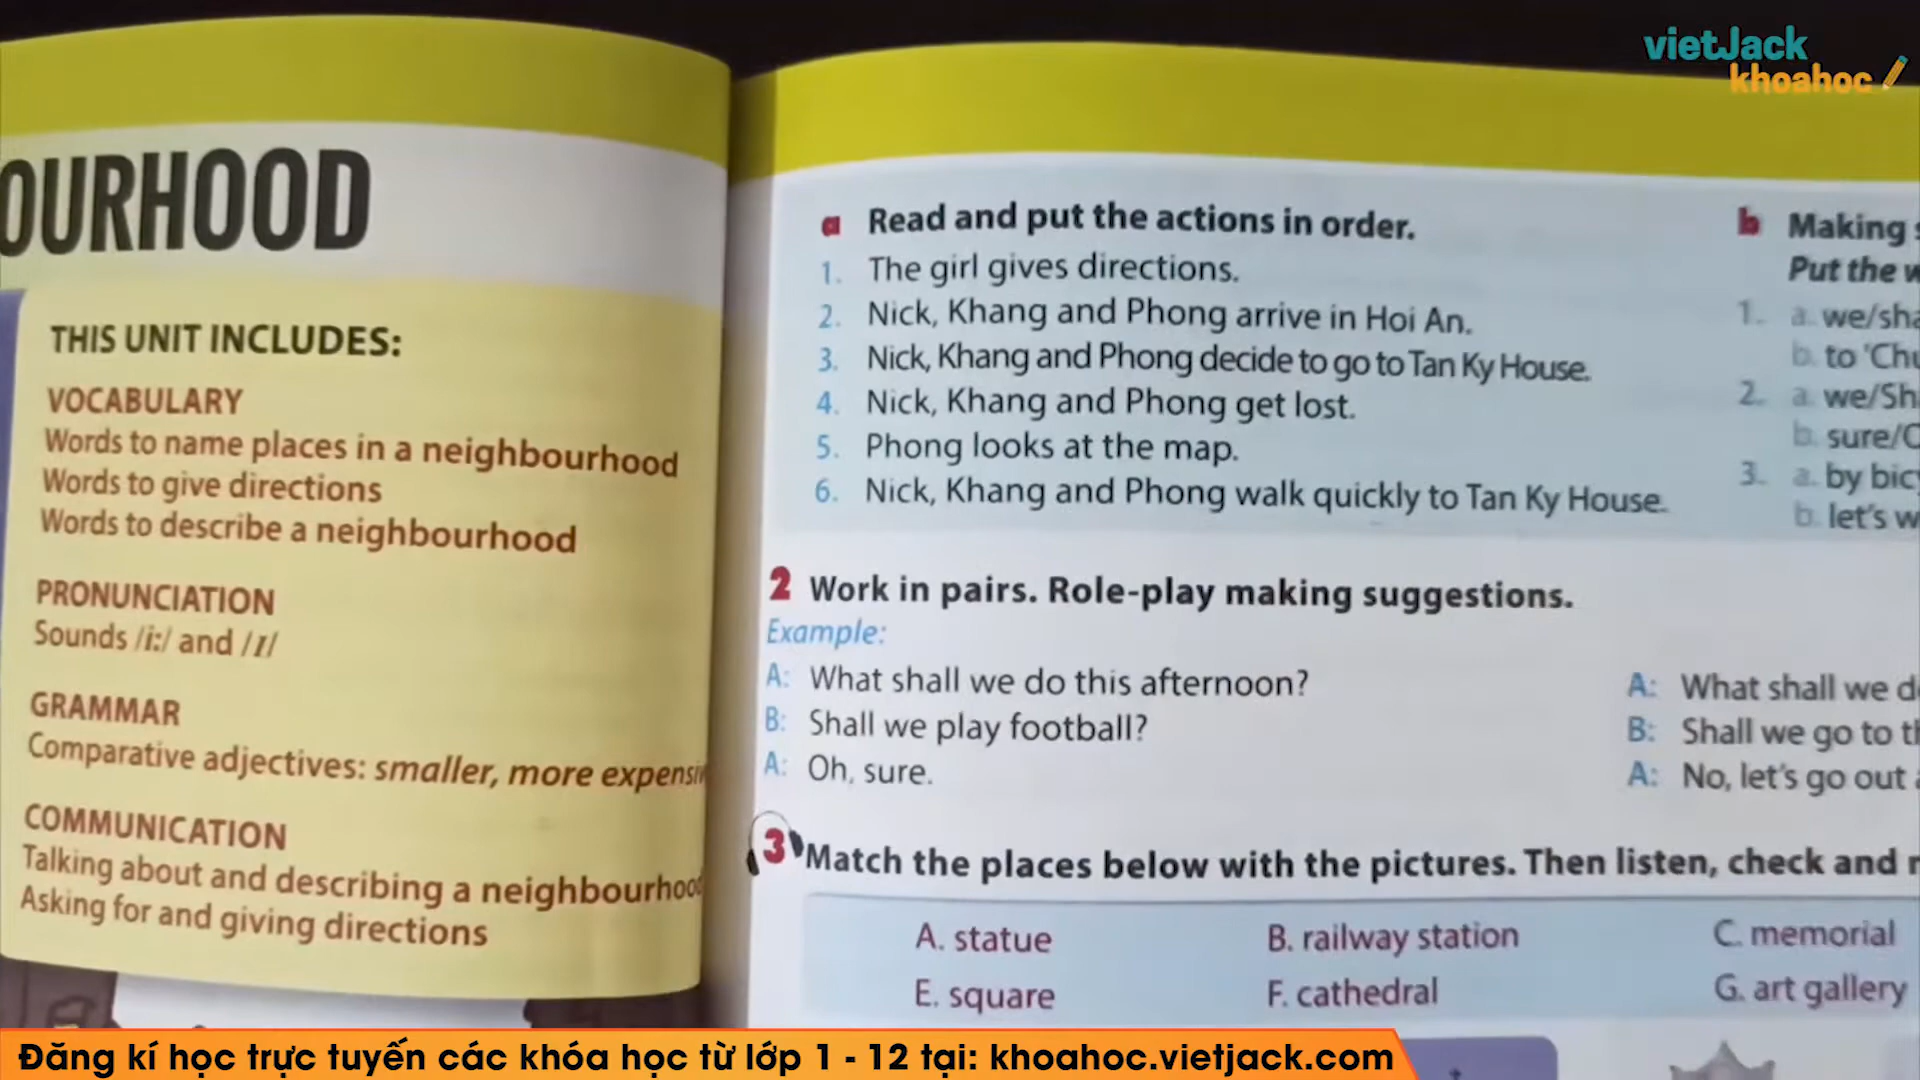 vietJack
khoahoc
OURHOOD
THIS UNIT INCLUDES:
VOCABULARY
Words to name places in a neighbourhood
Words to give directions
Words to describe a neighbourhood
PRONUNCIATION
Sounds /i:/ and /ɪ/
GRAMMAR
Comparative adjectives: smaller, more
COMMUNICATION
Talking about and describing a neighbourhood
Asking for and giving directions
a Read and put the actions in order.
1. The girl gives directions.
2. Nick, Khang and Phong arrive in Hoi An.
3. Nick, Khang and Phong decide to go to Tan Ky House.
4. Nick, Khang and Phong get lost.
5. Phong looks at the map.
6. Nick, Khang and Phong walk quickly to Tan Ky House.
b Making
Put the
1. a. we/sha
b. to 'Chu
2. a. we/Sh
b. sure/
3. a. by
b. let's
2 Work in pairs. Role-play making suggestions.
Example:
A: What shall we do this afternoon?
B: Shall we play football?
A: Oh, sure.
A: What shall we
B: Shall we go to
A: No, let's go out
3 Match the places below with the pictures. Then listen, check and
A. statue
B. railway station
C. memorial
E. square
F. cathedral
G. art gallery
Đăng kí học trực tuyến các khóa học từ lớp 1 - 12 tại: khoahoc.vietjack.com